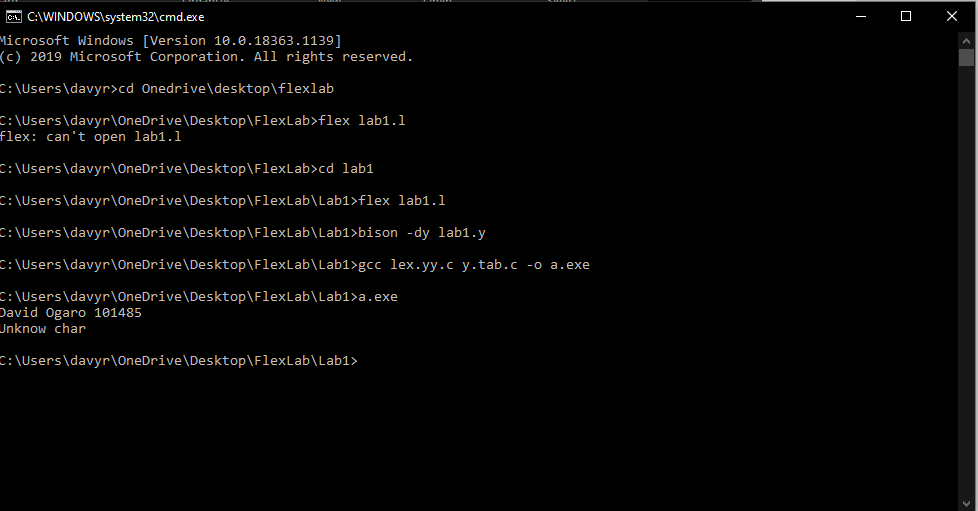 C:\WINDOWS\system32\cmd.exe
Microsoft Windows [Version 10.0.18363.1139]
(c) 2019 Microsoft Corporation. All rights reserved.
C:\Users\davyr>cd Onedrive\desktop\flexlab
C:\Users\davyr\OneDrive\Desktop\FlexLab>flex lab1.l
flex: can't open lab1.l
C:\Users\davyr\OneDrive\Desktop\FlexLab>cd lab1
C:\Users\davyr\OneDrive\Desktop\FlexLab\Lab1>flex lab1.l
C:\Users\davyr\OneDrive\Desktop\FlexLab\Lab1>bison -dy lab1.y
C:\Users\davyr\OneDrive\Desktop\FlexLab\Lab1>gcc lex.yy.c y.tab.c -o a.exe
C:\Users\davyr\OneDrive\Desktop\FlexLab\Lab1>a.exe
David Ogaro 101485
Unknow char
C:\Users\davyr\OneDrive\Desktop\FlexLab\Lab1>